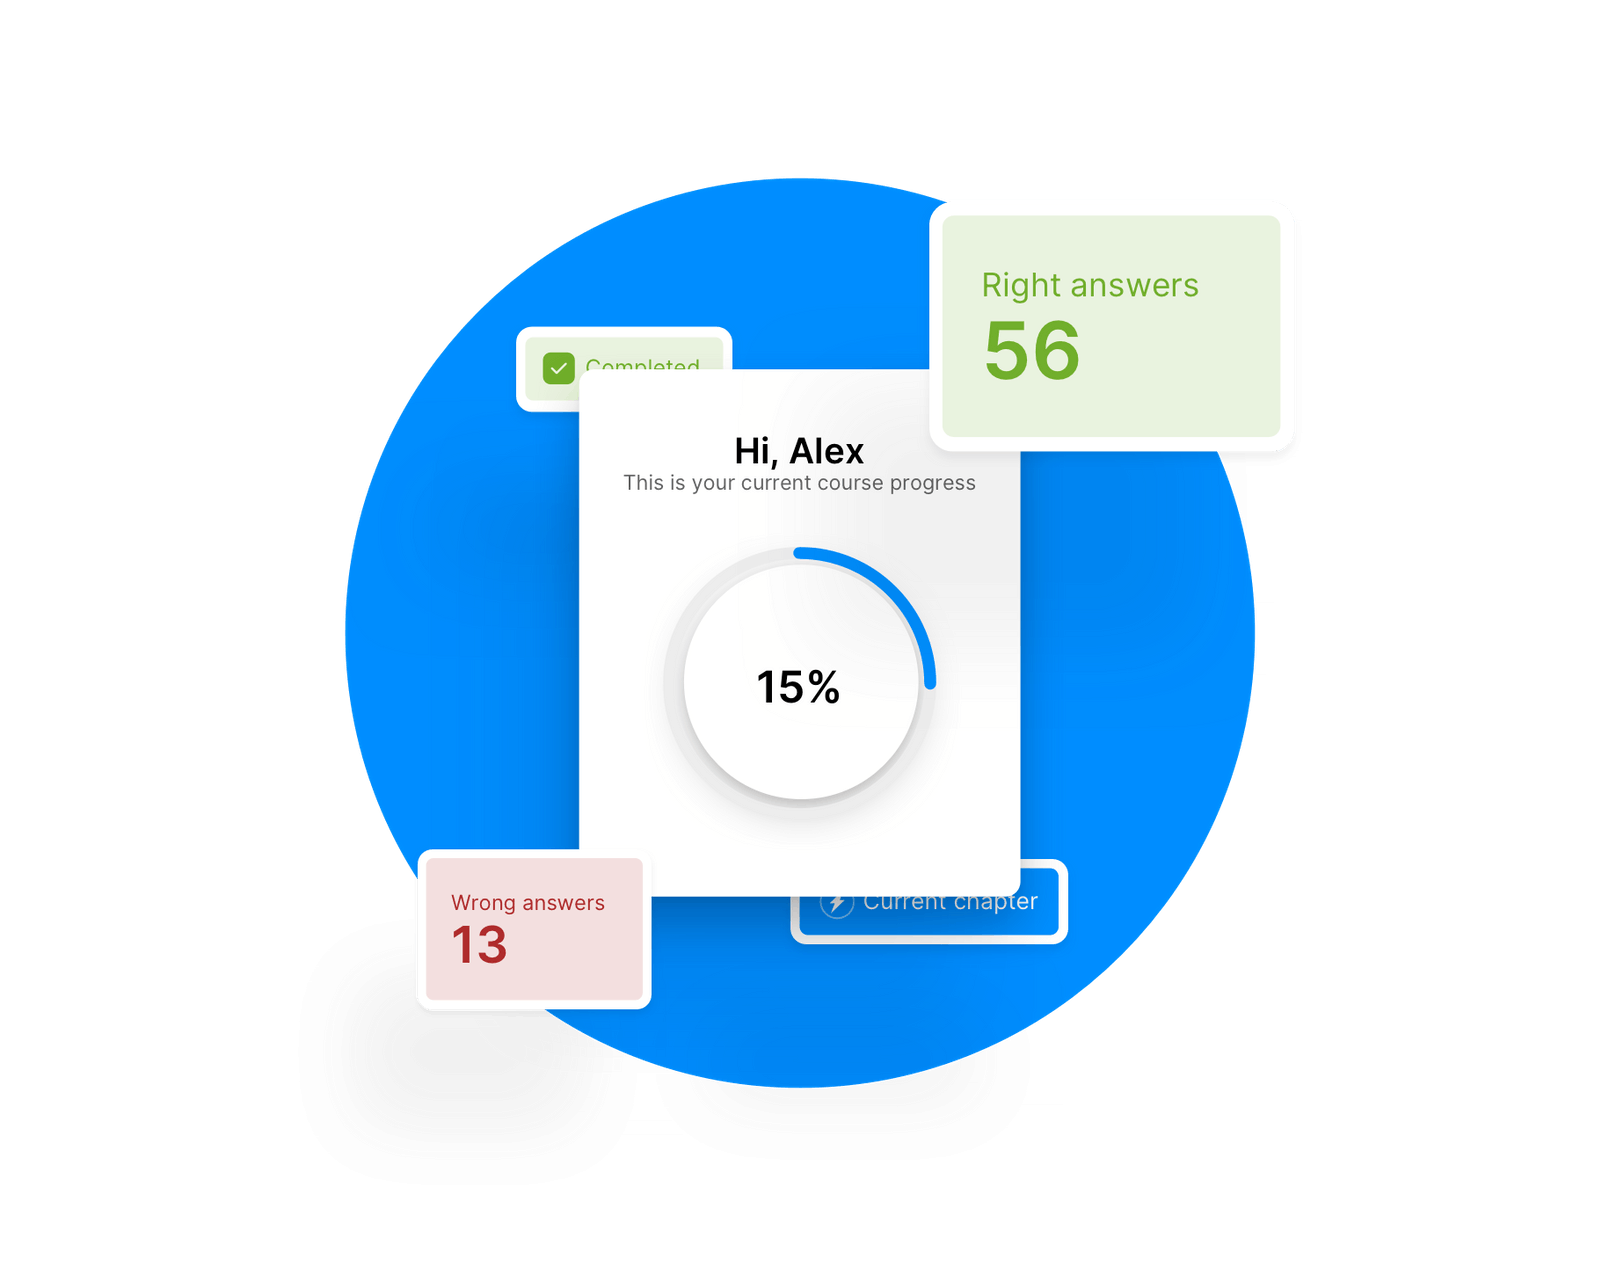 Right answers
56
Completed
Hi, Alex
This is your current course progress
15%
Wrong answers
13
Current chapter